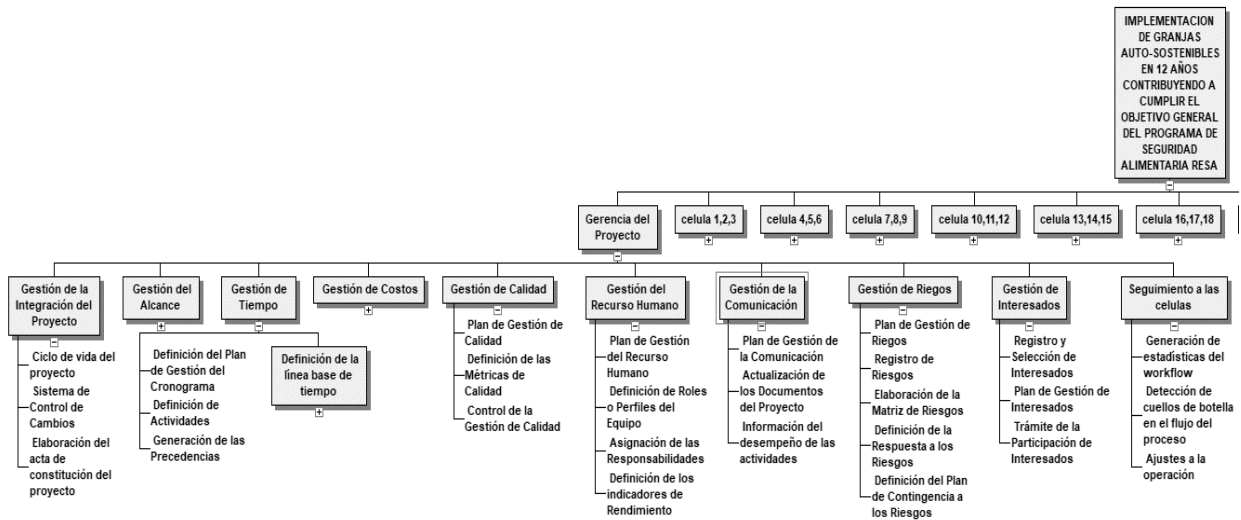 IMPLEMENTACION
DE GRANJAS
AUTO-SOSTENIBLES
EN 12 AÑOS
CONTRIBUYENDO A
CUMPLIR EL
OBJETIVO GENERAL
DEL PROGRAMA DE
SEGURIDAD
ALIMENTARIA RESA
Gerencia del
Proyecto
celula 1,2,3
celula 4,5,6
celula 7,8,9
celula 10,11,12
celula 13,14,15
celula 16,17,18
Gestión de la
Integración del
Proyecto
Ciclo de vida del
proyecto
Sistema de
Control de
Cambios
Elaboración del
acta de
constitución del
proyecto
Gestión del
Alcance
Gestión de
Tiempo
Definición del Plan
de Gestión del
Cronograma
Definición de
Actividades
Generación de las
Precedencias
Definición de la
línea base de
tiempo
Gestión de Costos
Gestión de Calidad
Plan de Gestión de
Calidad
Definición de las
Métricas de
Calidad
Control de la
Gestión de Calidad
Gestión del
Recurso Humano
Plan de Gestión
del Recurso
Humano
Definición de Roles
o Perfiles del
Equipo
Asignación de las
Responsabilidades
Definición de los
indicadores de
Rendimiento
Gestión de la
Comunicación
Plan de Gestión de
la Comunicación
Actualización de
los Documentos
del Proyecto
Información del
desempeño de las
actividades
Gestión de Riegos
Plan de Gestión de
Riegos
Registro de
Riesgos
Elaboración de la
Matriz de Riesgos
Definición de la
Respuesta a los
Riesgos
Definición del Plan
de Contingencia a
los Riesgos
Gestión de
Interesados
Registro y
Selección de
Interesados
Plan de Gestión de
Interesados
Trámite de la
Participación de
Interesados
Seguimiento a las
celulas
Generación de
estadísticas del
workflow
Detección de
cuellos de botella
en el flujo del
proceso
Ajustes a la
operación